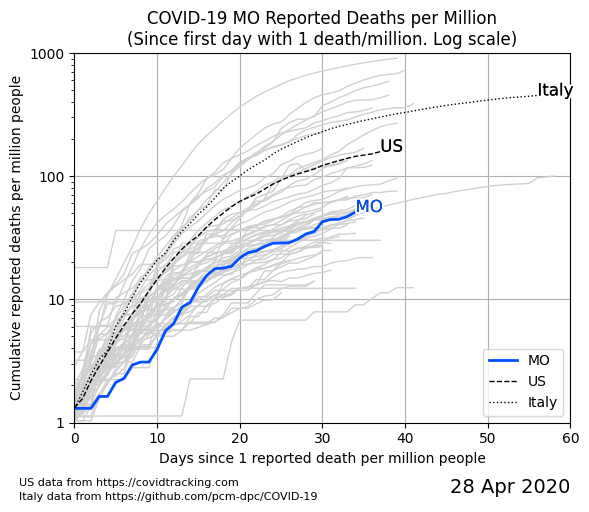 COVID-19 MO Reported Deaths per Million
(Since first day with 1 death/million. Log scale)
Cumulative reported deaths per million people
1000
100
10
1
Italy
US
MO
MO
US
Italy
0 10 20 30 40 50 60
Days since 1 reported death per million people
US data from https://covidtracking.com
Italy data from https://github.com/pcm-dpc/COVID-19
28 Apr 2020